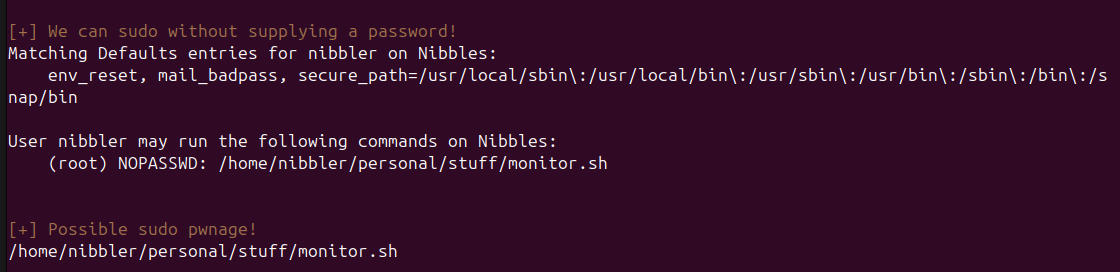 [+] We can sudo without supplying a password!
Matching Defaults entries for nibbler on Nibbles:
    env_reset, mail_badpass, secure_path=/usr/local/sbin\:/usr/local/bin\:/usr/sbin\:/usr/bin\:/sbin\:/bin\:/s
nap/bin

User nibbler may run the following commands on Nibbles:
    (root) NOPASSWD: /home/nibbler/personal/stuff/monitor.sh


[+] Possible sudo pwnage!
/home/nibbler/personal/stuff/monitor.sh